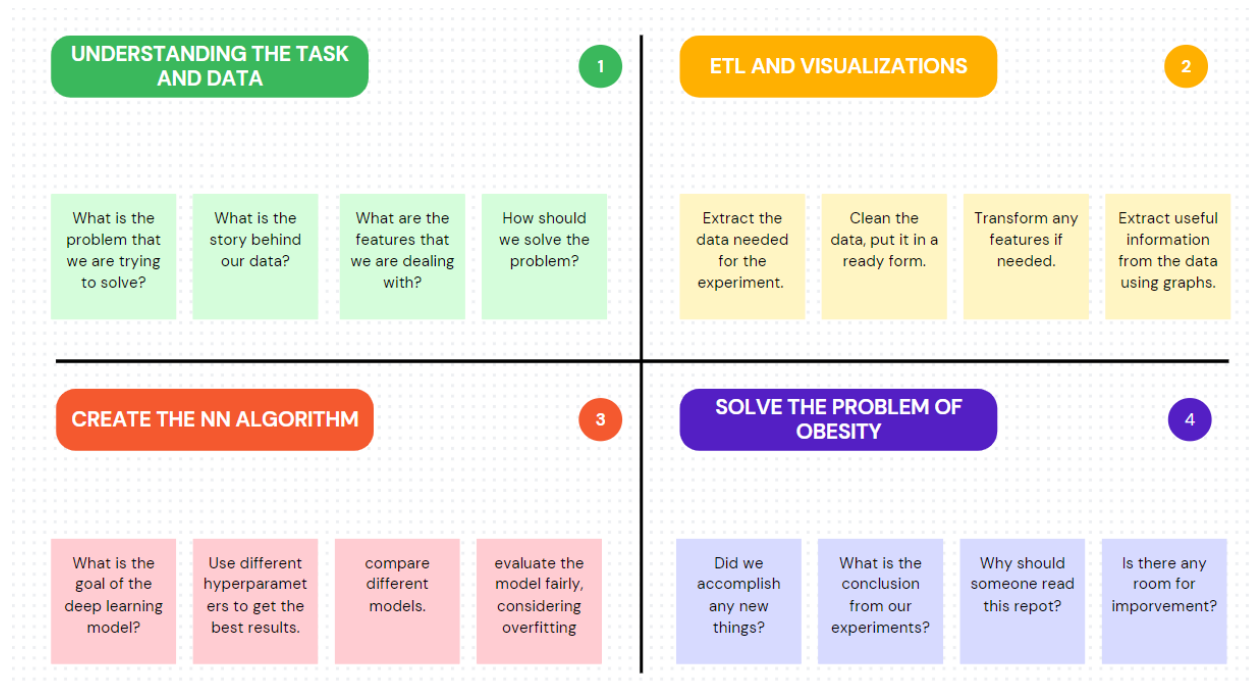 UNDERSTANDING THE TASK
AND DATA
1
What is the
problem that
we are trying
to solve?
What is the
story behind
our data?
What are the
features that
we are dealing
with?
How should
we solve the
problem?
ETL AND VISUALIZATIONS
2
Extract the
data needed
for the
experiment.
Clean the
data, put it in a
ready form.
Transform any
features if
needed.
Extract useful
information
from the data
using graphs.
CREATE THE NN ALGORITHM
3
What is the
goal of the
deep learning
model?
Use different
hyperparamet
ers to get the
best results.
compare
different
models.
evaluate the
model fairly,
considering
overfitting
SOLVE THE PROBLEM OF
OBESITY
4
Did we
accomplish
any new
things?
What is the
conclusion
from our
experiments?
Why should
someone read
this repot?
Is there any
room for
imporvement?